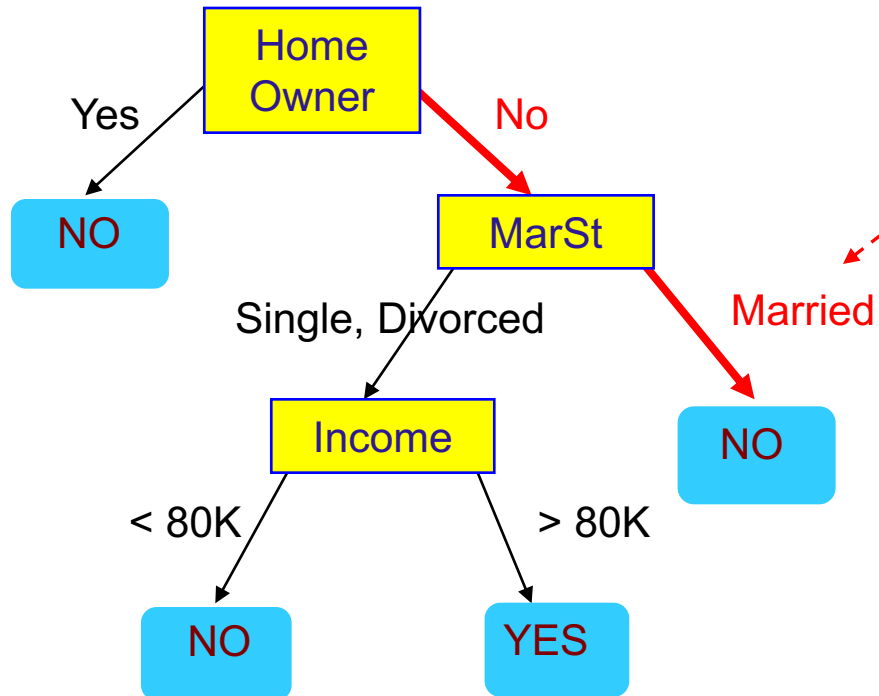 Home
Owner
Yes
No
NO
MarSt
Single, Divorced
Married
Income
NO
< 80K
> 80K
NO
YES